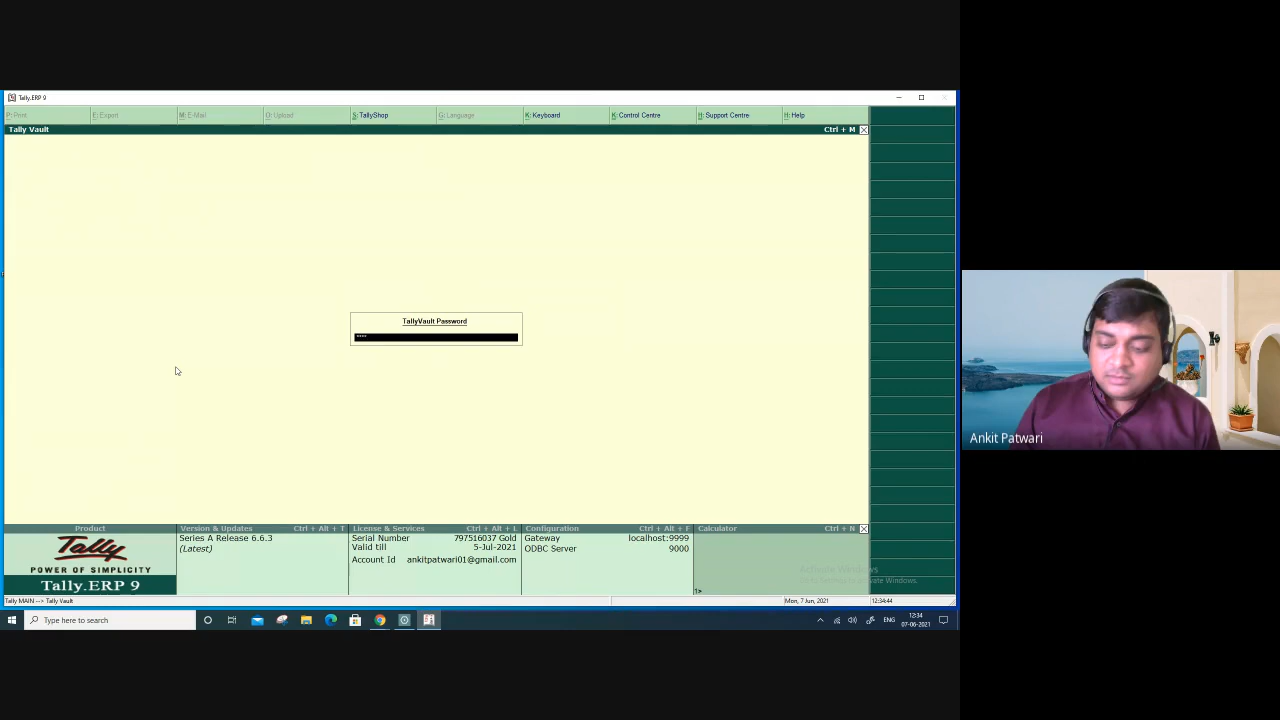 Tally.ERP 9
P: Print E: Export M: E-Mail O: Upload S: TallyShop G: Language K: Keyboard K: Control Centre H: Support Centre H: Help
Tally Vault Ctrl + M
TallyVault Password
****
Ankit Patwari
Product Version & Updates Ctrl + Alt + T License & Services Ctrl + Alt + L Configuration Ctrl + Alt + F Calculator Ctrl + N
Tally
POWER OF SIMPLICITY
Tally.ERP 9
Series A Release 6.6.3
(Latest)
Serial Number 797516037 Gold
Valid till 5-Jul-2021
Account Id ankitpatwari01@gmail.com
Gateway localhost:9999
ODBC Server 9000
Activate Windows
1>
Tally MAIN --> Tally Vault Mon, 7 Jun, 2021 12:34:44
Type here to search
ENG
12:34
07-06-2021